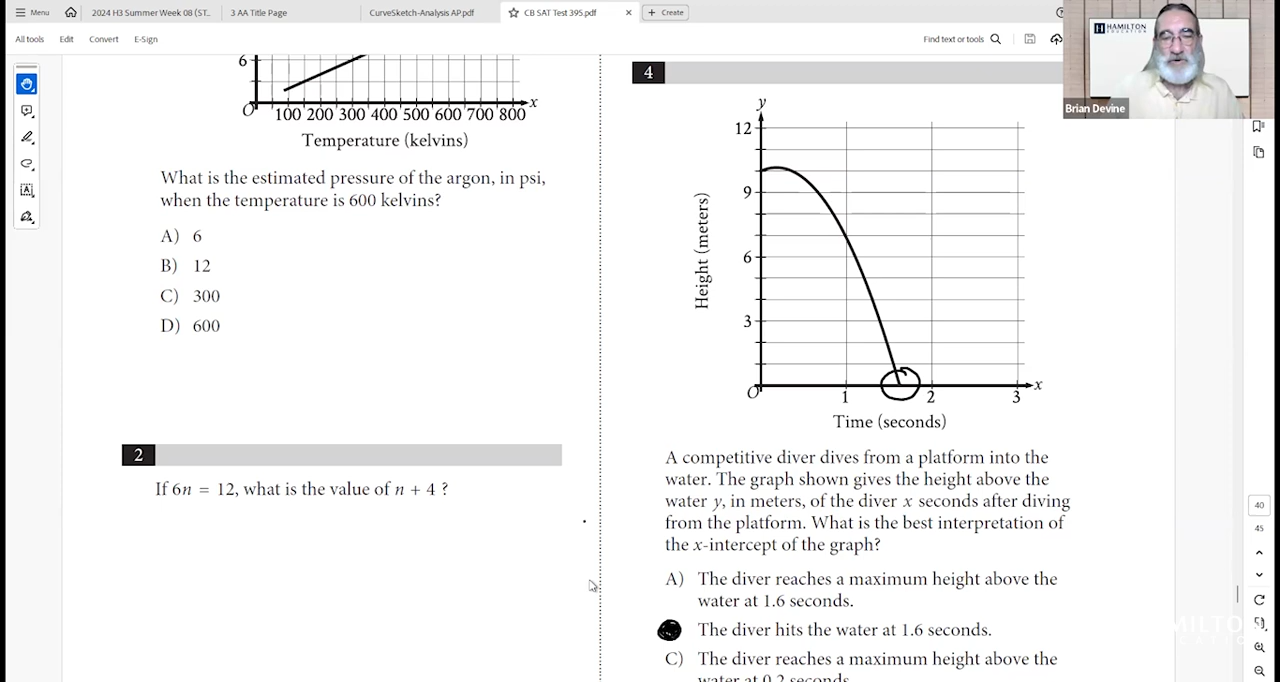 Menu
2024 H3 Summer Week 08 (ST...
3 AA Title Page
CurveSketch-Analysis AP.pdf
CB SAT Test 395.pdf
Create
All tools
Edit
Convert
E-Sign
Find text or tools
HAMILTON
EDUCATION
Brian Devine
6
O
100 200 300 400 500 600 700 800
x
Temperature (kelvins)
What is the estimated pressure of the argon, in psi,
when the temperature is 600 kelvins?
A) 6
B) 12
C) 300
D) 600
2
If 6n = 12, what is the value of n + 4 ?
4
y
12
9
6
3
O
1
2
3
x
Height (meters)
Time (seconds)
A competitive diver dives from a platform into the
water. The graph shown gives the height above the
water y, in meters, of the diver x seconds after diving
from the platform. What is the best interpretation of
the x-intercept of the graph?
A) The diver reaches a maximum height above the
water at 1.6 seconds.
The diver hits the water at 1.6 seconds.
C) The diver reaches a maximum height above the
water at 0.2 seconds.
40
45